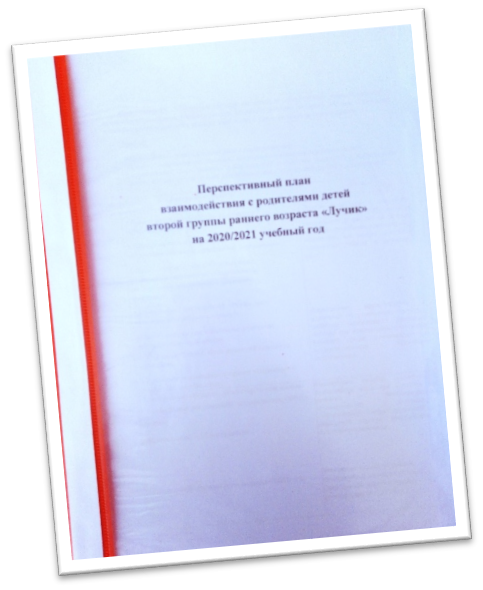 Перспективный план
взаимодействия с родителями детей
второй группы раннего возраста «Лучик»
на 2020/2021 учебный год